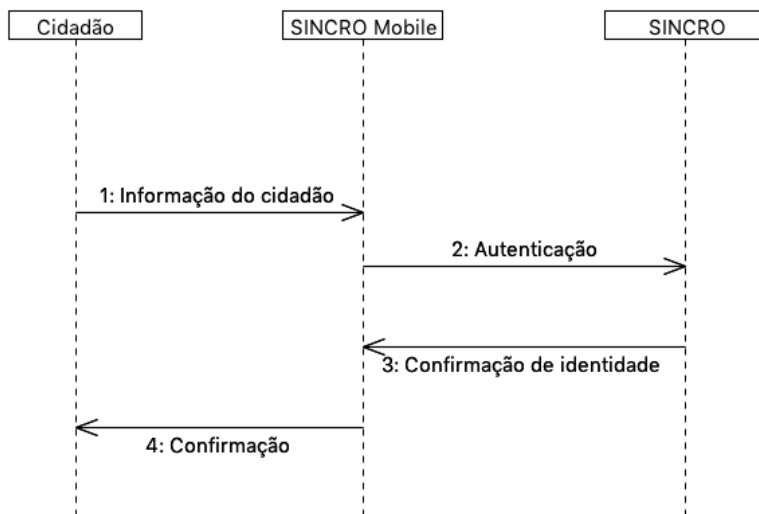 Cidadão
SINCRO Mobile
SINCRO
1: Informação do cidadão
2: Autenticação
3: Confirmação de identidade
4: Confirmação